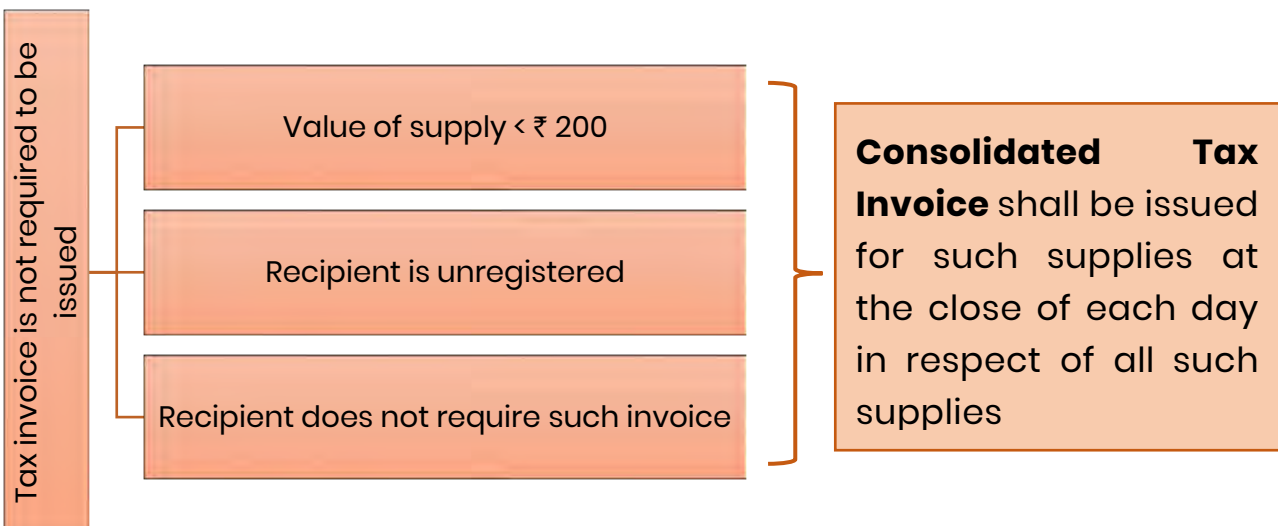 Tax invoice is not required to be
issued
Value of supply < ₹ 200
Recipient is unregistered
Recipient does not require such invoice
Consolidated Tax
Invoice shall be issued
for such supplies at
the close of each day
in respect of all such
supplies